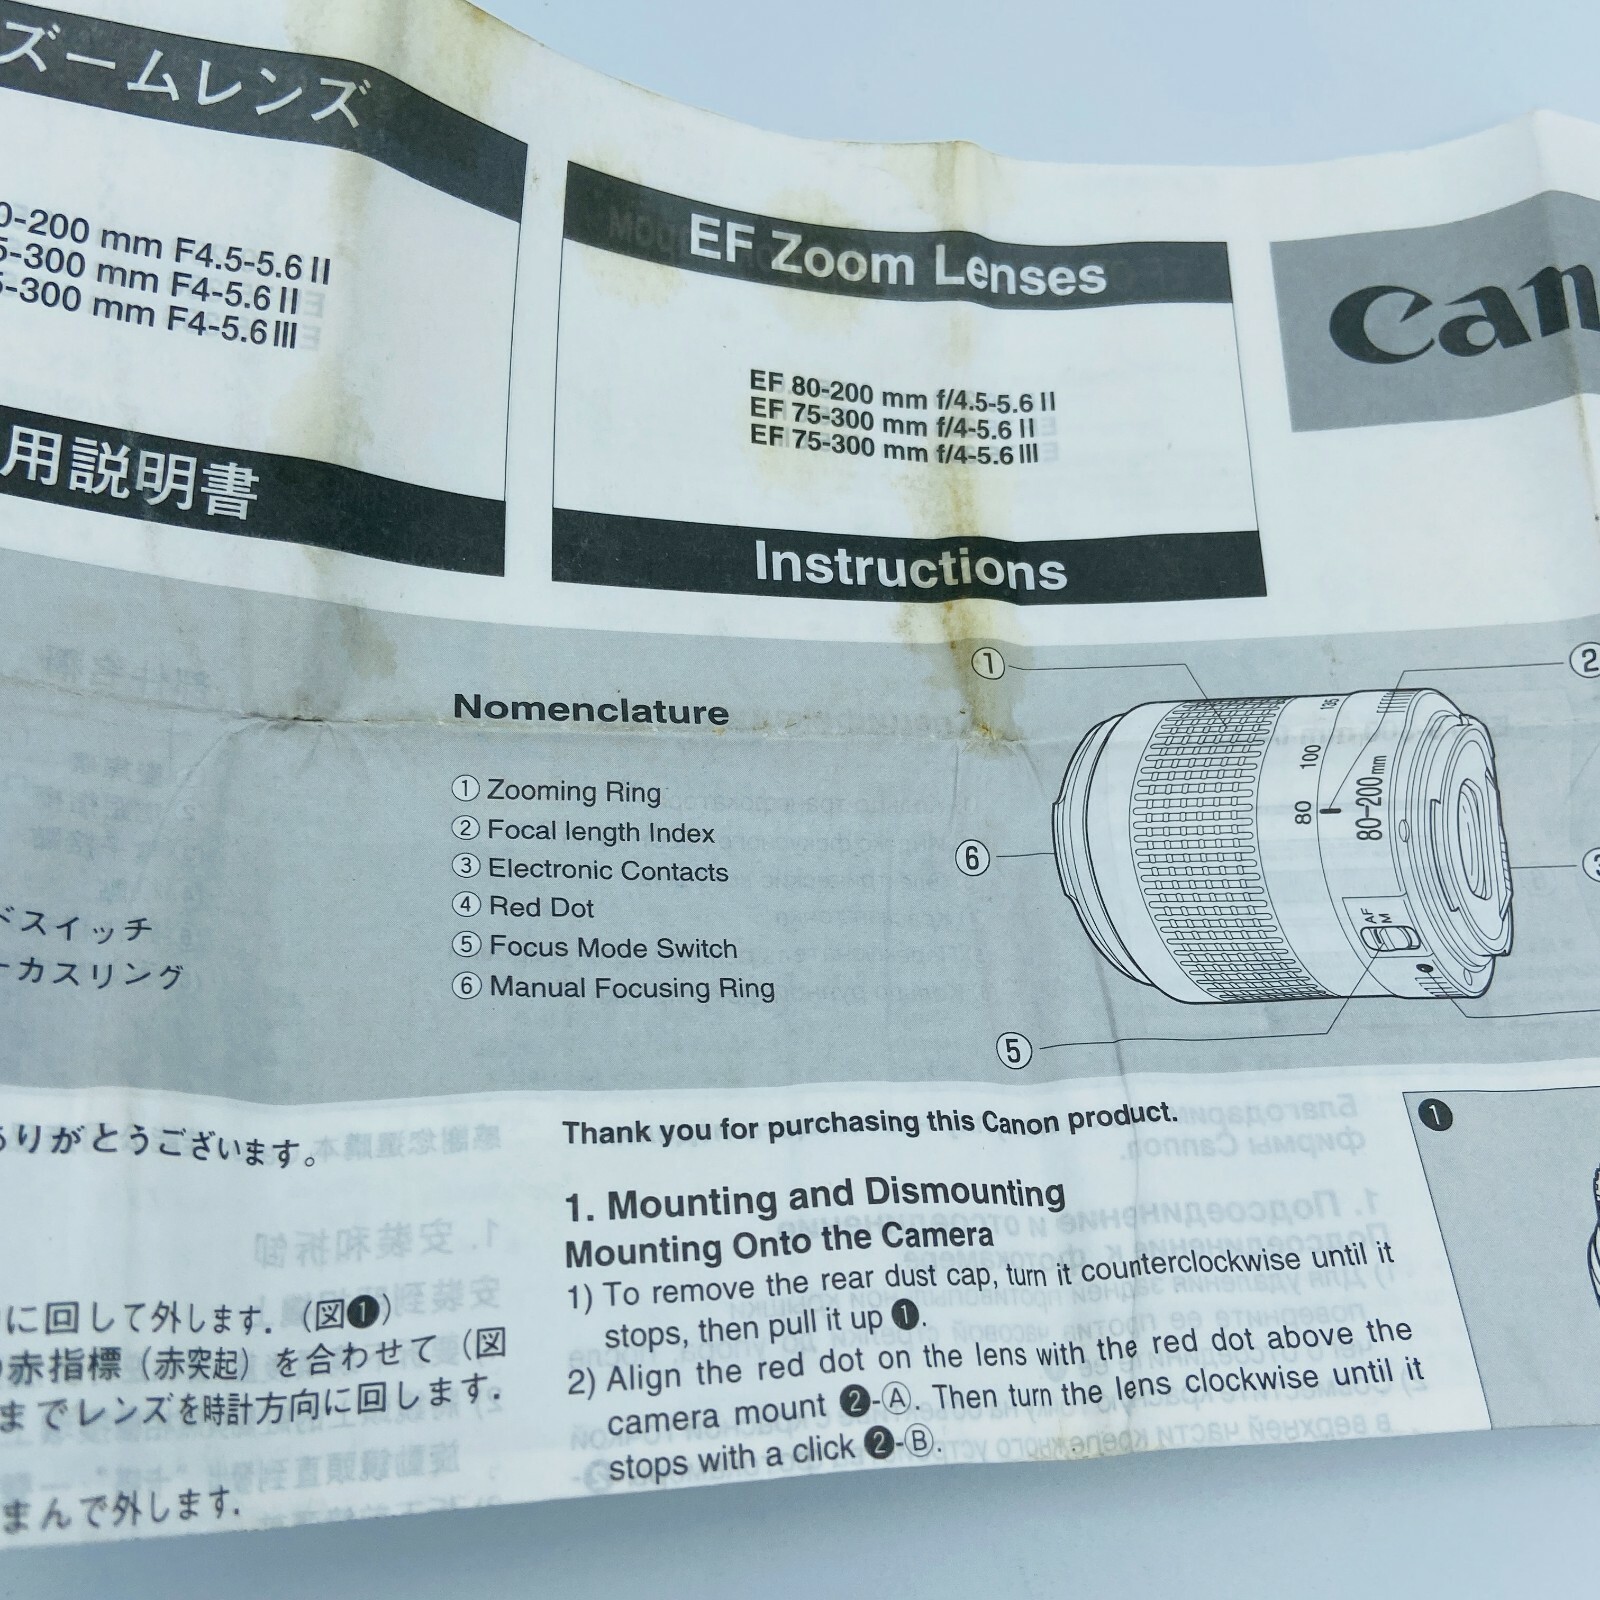 ズームレンズ
0-200 mm F4.5-5.6 II
5-300 mm F4-5.6 II
5-300 mm F4-5.6 III
用説明書
ドスイッチ
ーカスリング
ありがとうございます。
に回して外します．（図❶）
赤指標（赤突起）を合わせて（図
までレンズを時計方向に回します．
まんで外します．
EF Zoom Lenses
EF 80-200 mm f/4.5-5.6 II
EF 75-300 mm f/4-5.6 II
EF 75-300 mm f/4-5.6 III
Instructions
Can
Nomenclature
① Zooming Ring
② Focal length Index
③ Electronic Contacts
④ Red Dot
⑤ Focus Mode Switch
⑥ Manual Focusing Ring
①
②
③
⑤
⑥
80
100
135
80-200mm
AF
M
Thank you for purchasing this Canon product.
1. Mounting and Dismounting
Mounting Onto the Camera
1) To remove the rear dust cap, turn it counterclockwise until it
stops, then pull it up ❶.
2) Align the red dot on the lens with the red dot above the
camera mount ❷-Ⓐ. Then turn the lens clockwise until it
stops with a click ❷-Ⓑ.
❶